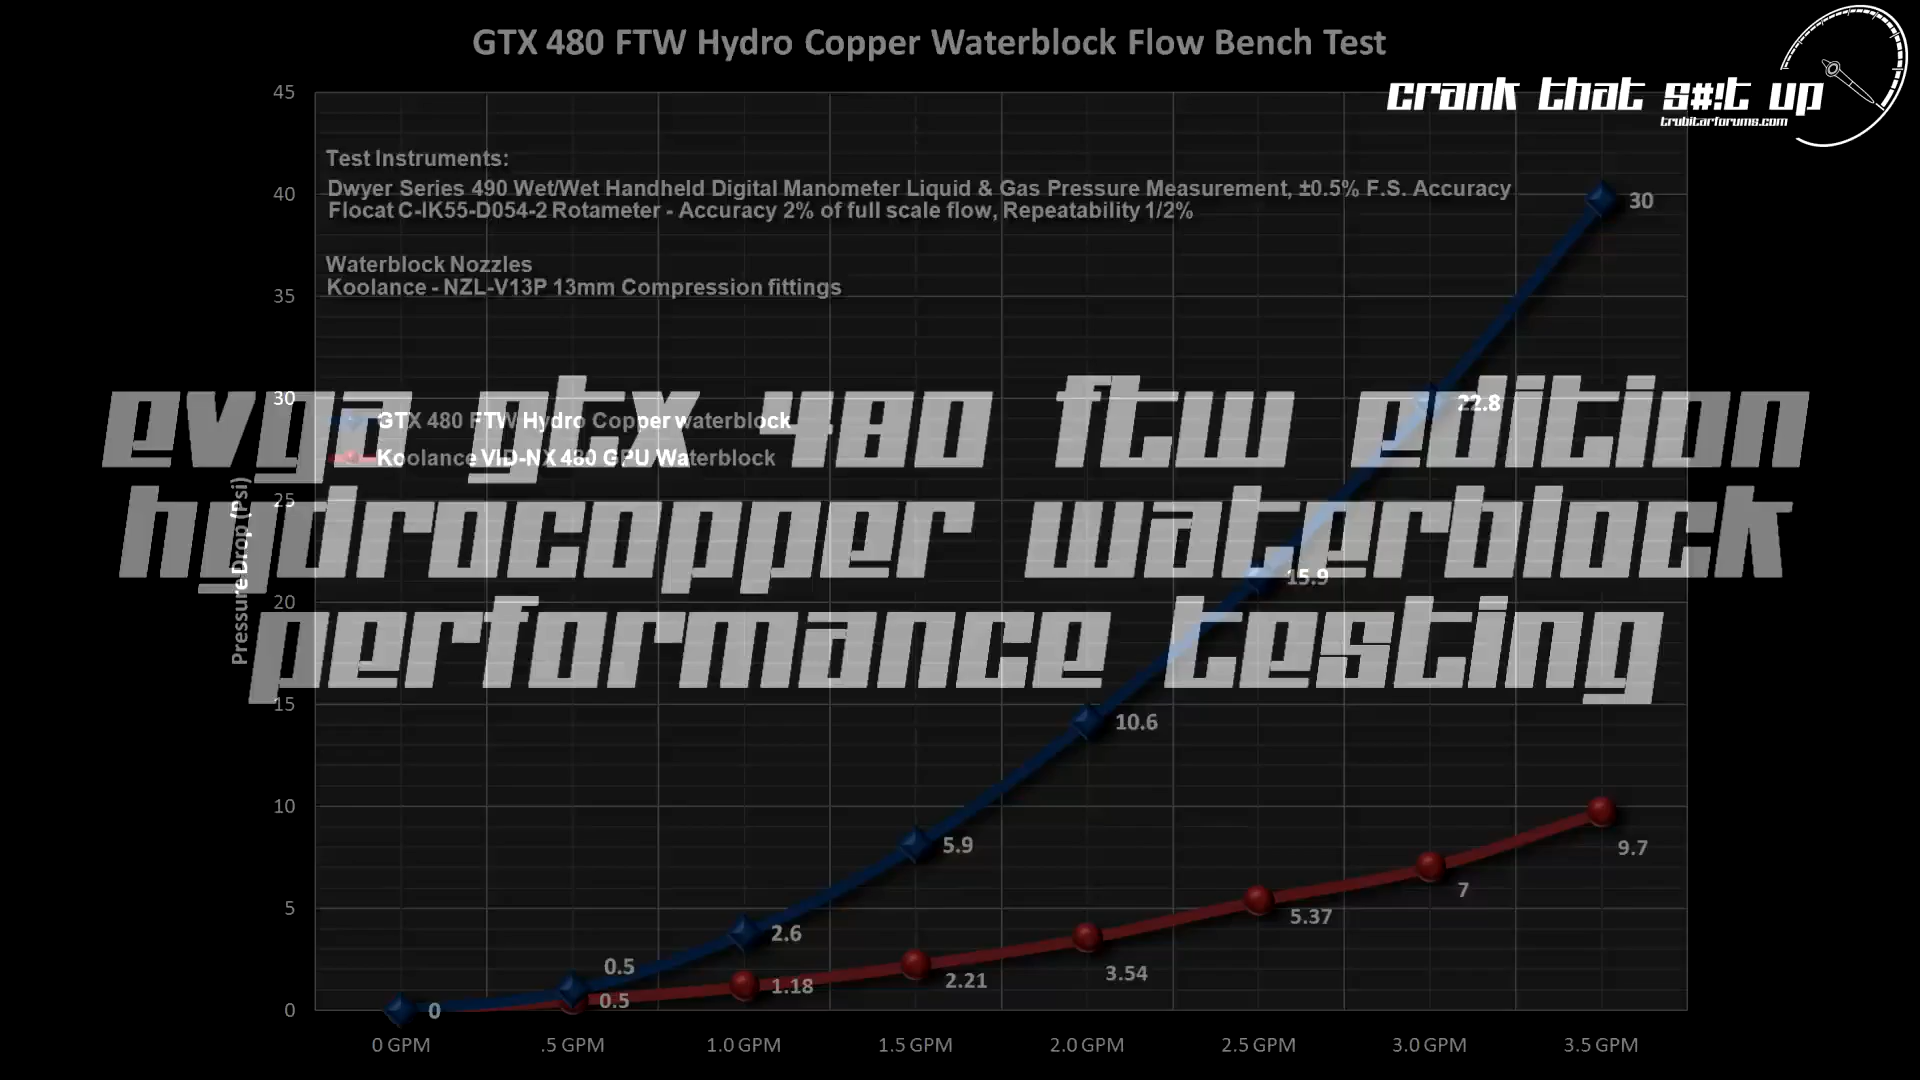 GTX 480 FTW Hydro Copper Waterblock Flow Bench Test
crank that s#!t up
trubitarforums.com
45
Test Instruments:
Dwyer Series 490 Wet/Wet Handheld Digital Manometer Liquid & Gas Pressure Measurement, ±0.5% F.S. Accuracy
40
30
Flocat C-IK55-D054-2 Rotameter - Accuracy 2% of full scale flow, Repeatability 1/2%
Waterblock Nozzles
Koolance - NZL-V13P 13mm Compression fittings
35
30
22.8
GTX 480 FTW Hydro Copper waterblock
evga gtx 480 ftw edition
Koolance VID-NX 480 GPU Waterblock
25
hydrocopper waterblock
Pressure Drop (Psi)
15.9
20
performance testing
15
10.6
10
5.9
9.7
7
5
5.37
2.6
0.5
3.54
2.21
1.18
0.5
0
0
0 GPM
.5 GPM
1.0 GPM
1.5 GPM
2.0 GPM
2.5 GPM
3.0 GPM
3.5 GPM